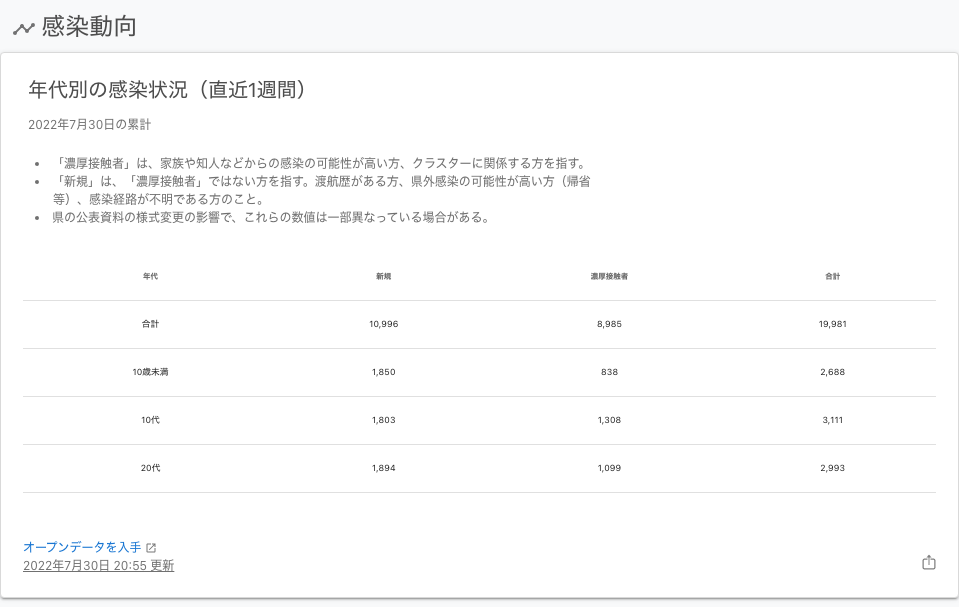 感染動向
年代別の感染状況（直近1週間）
2022年7月30日の累計
• 「濃厚接触者」は、家族や知人などからの感染の可能性が高い方、クラスターに関係する方を指す。
• 「新規」は、「濃厚接触者」ではない方を指す。渡航歴がある方、県外感染の可能性が高い方（帰省
等）、感染経路が不明である方のこと。
• 県の公表資料の様式変更の影響で、これらの数値は一部異なっている場合がある。
年代 新規 濃厚接触者 合計
合計 10,996 8,985 19,981
10歳未満 1,850 838 2,688
10代 1,803 1,308 3,111
20代 1,894 1,099 2,993
オープンデータを入手
2022年7月30日 20:55 更新